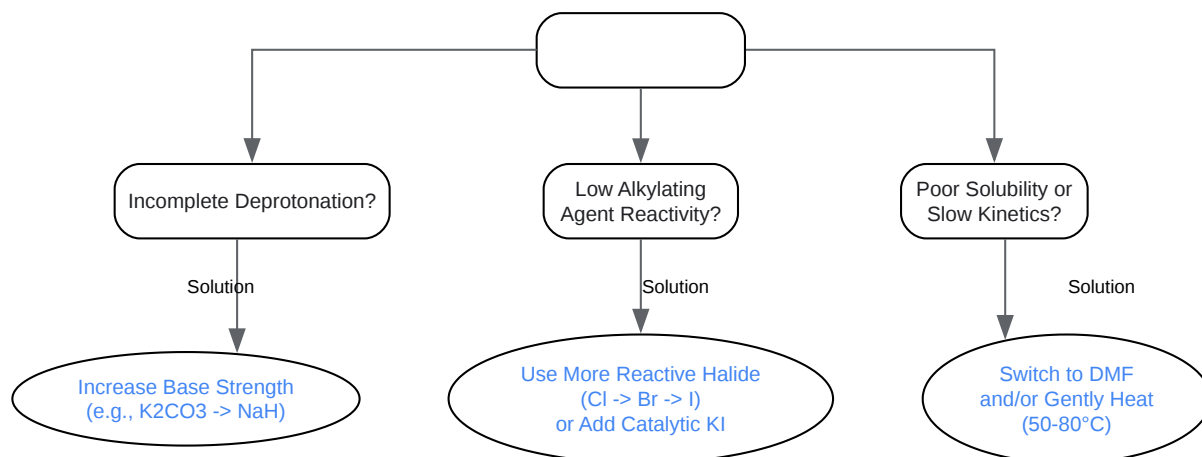 Incomplete Deprotonation?
Low Alkylating
Agent Reactivity?
Poor Solubility or
Slow Kinetics?
Solution
Solution
Solution
Increase Base Strength
(e.g., K2CO3 -> NaH)
Use More Reactive Halide
(Cl -> Br -> I)
or Add Catalytic KI
Switch to DMF
and/or Gently Heat
(50-80°C)